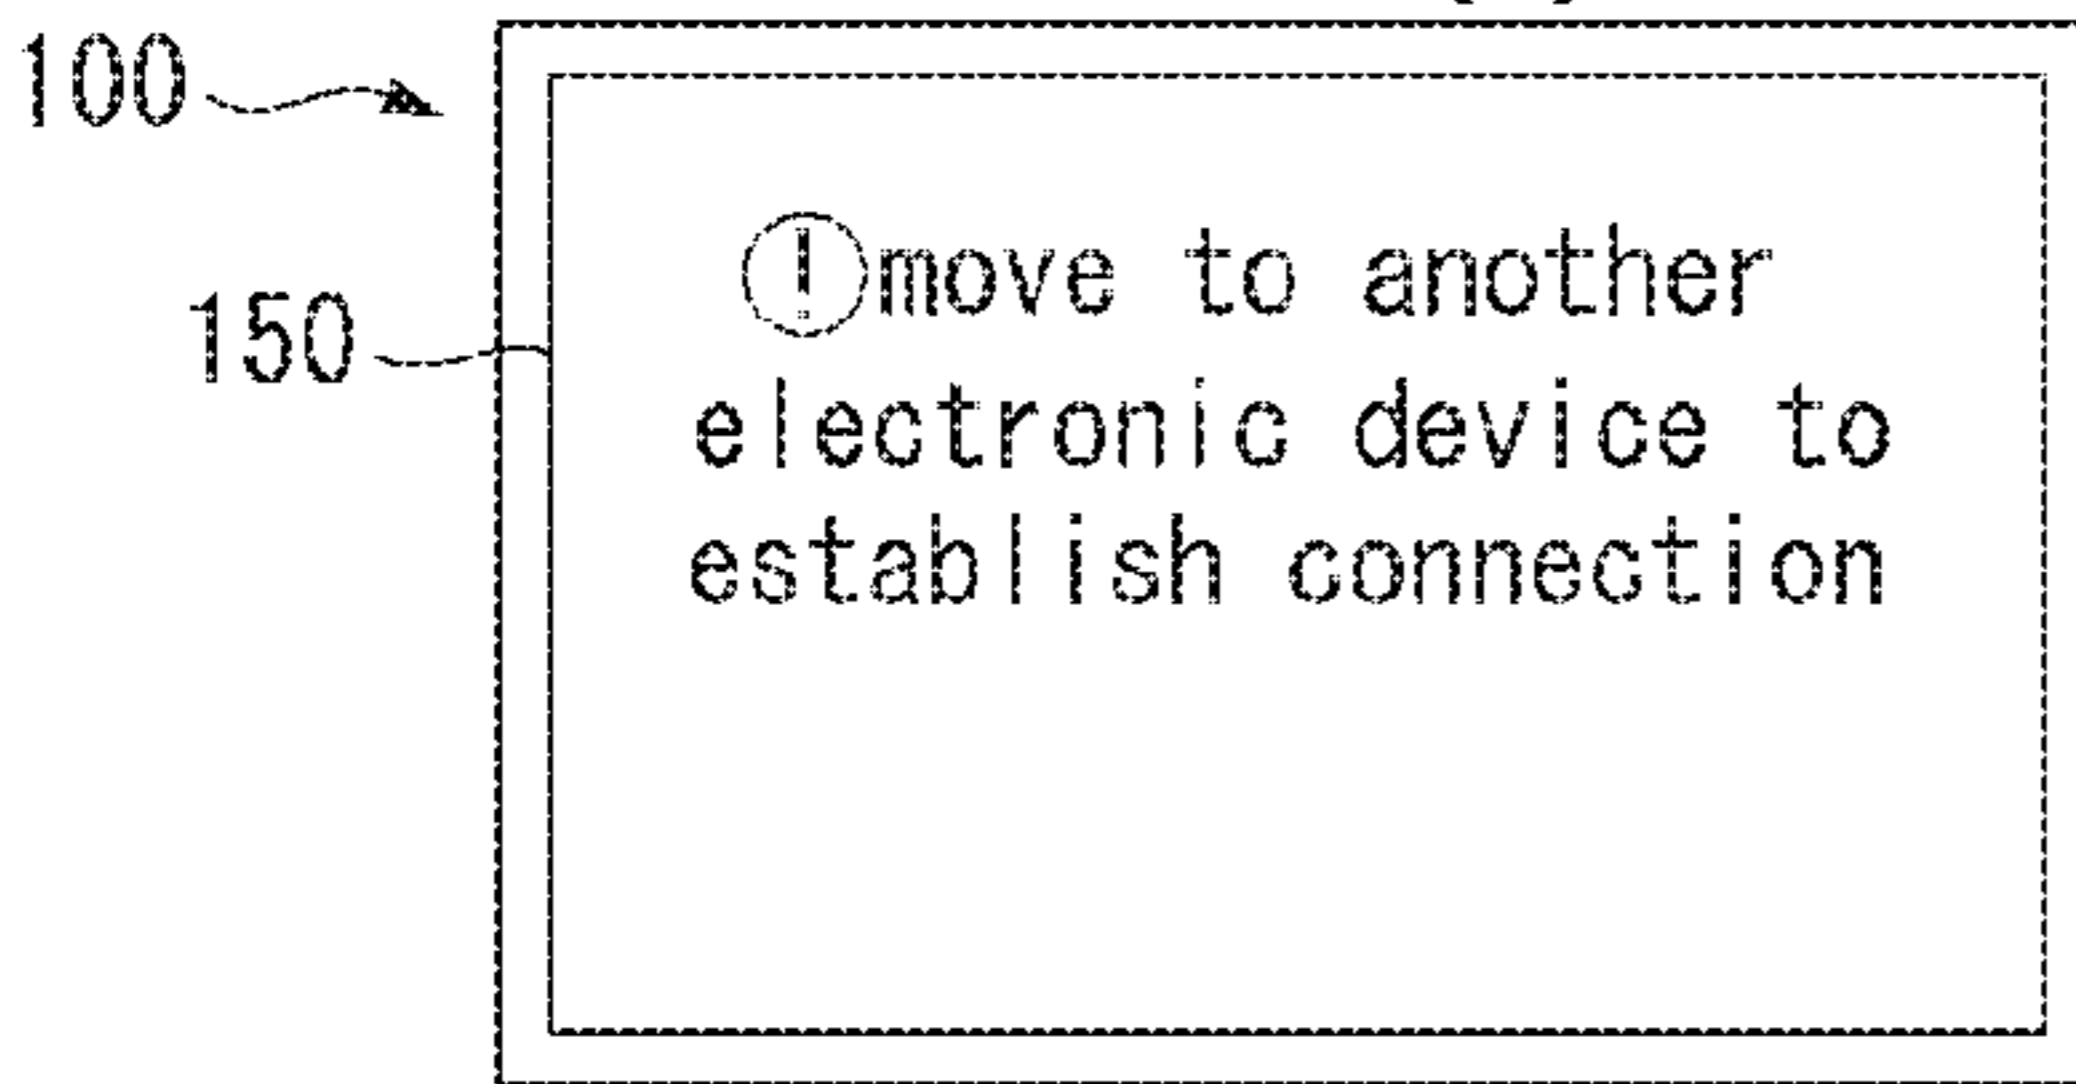 100
150
! move to another
electronic device to
establish connection